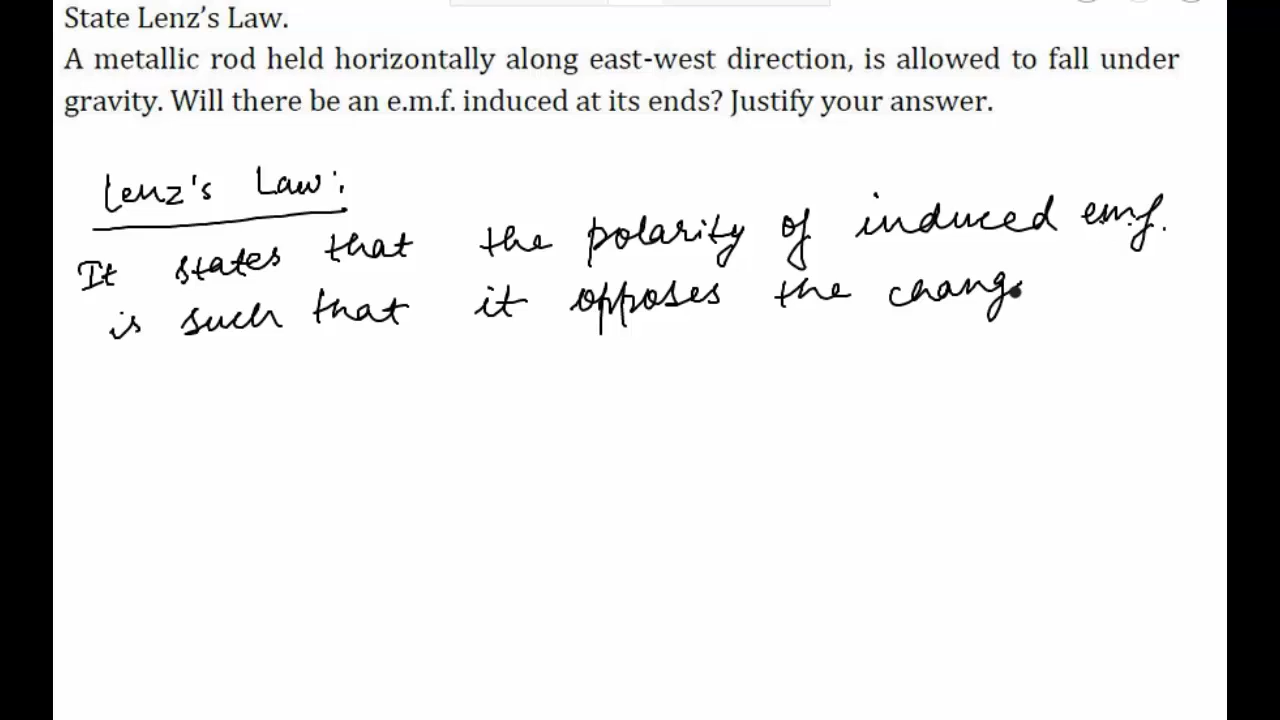 State Lenz’s Law.
A metallic rod held horizontally along east-west direction, is allowed to fall under
gravity. Will there be an e.m.f. induced at its ends? Justify your answer.
Lenz's Law:
It states that the polarity of induced emf.
is such that it opposes the chang